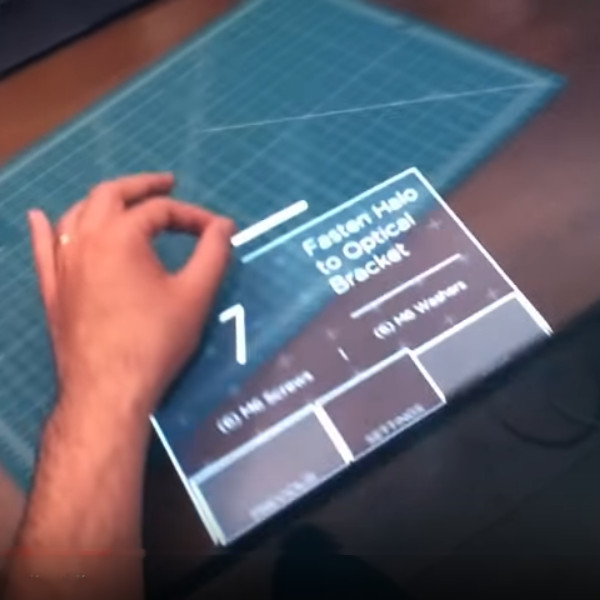 Fasten Halo
to Optical
Bracket
7
(6) M6 Screws
(6) M6 Washers
SETTINGS